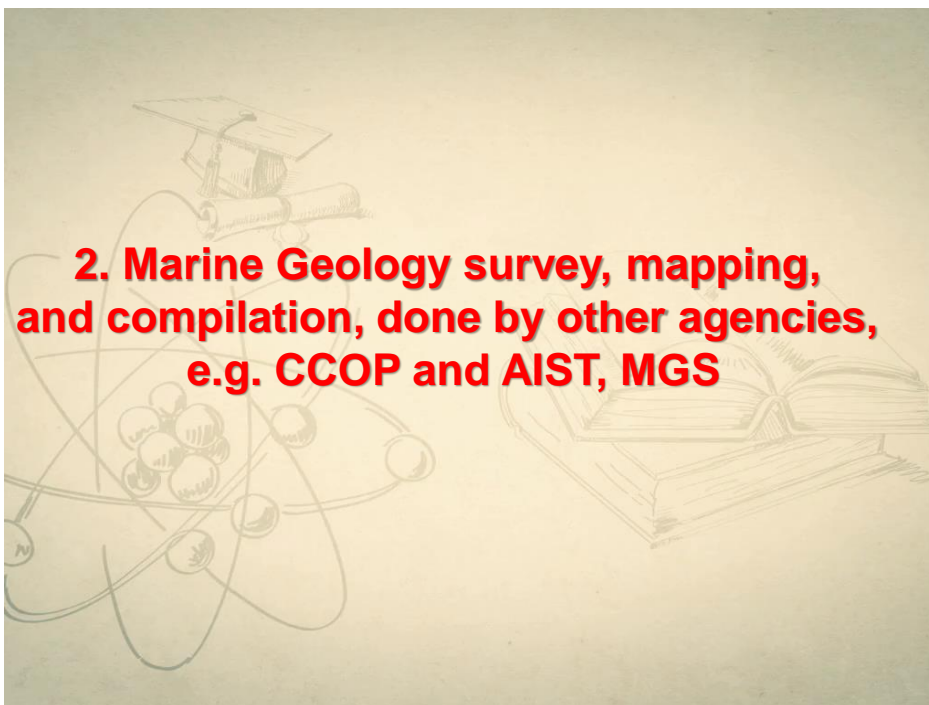 2. Marine Geology survey, mapping,
and compilation, done by other agencies,
e.g. CCOP and AIST, MGS